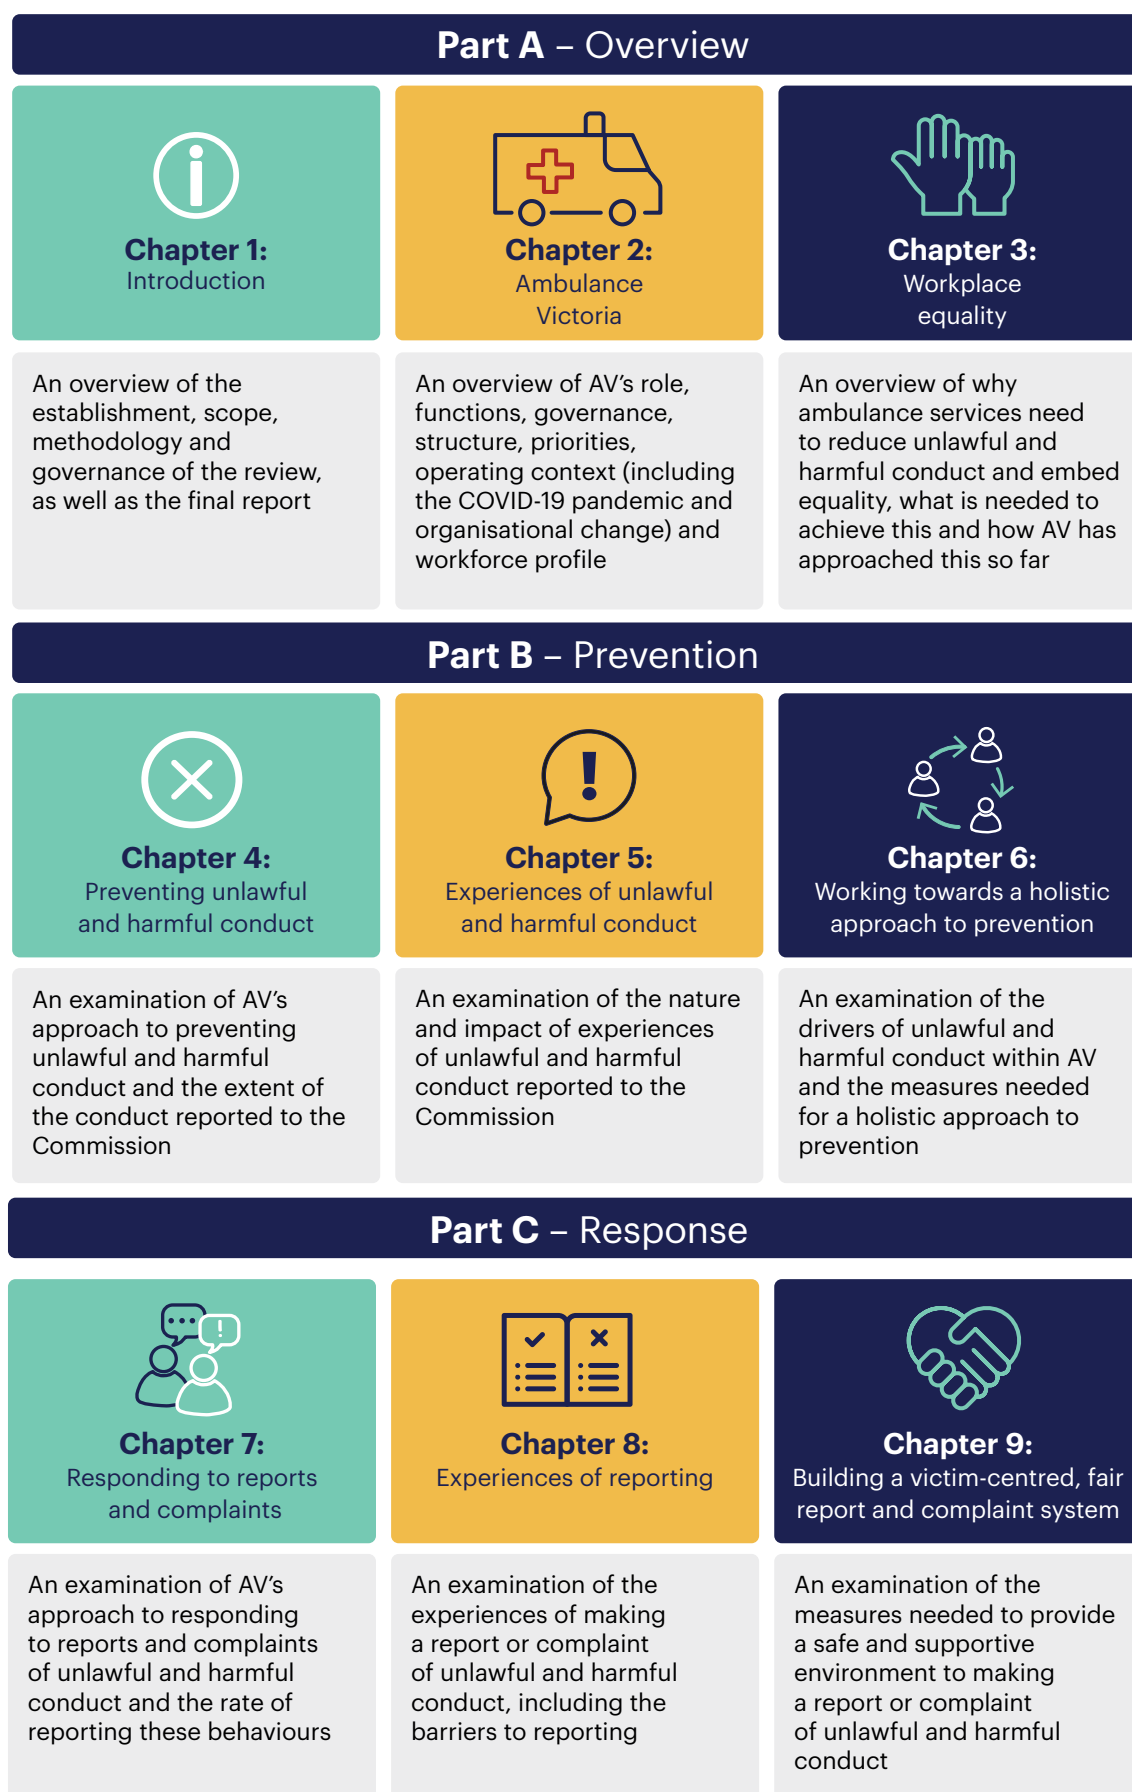 Part A – Overview
Chapter 1:
Introduction
An overview of the
establishment, scope,
methodology and
governance of the review,
as well as the final report
Chapter 2:
Ambulance
Victoria
An overview of AV’s role,
functions, governance,
structure, priorities,
operating context (including
the COVID-19 pandemic and
organisational change) and
workforce profile
Chapter 3:
Workplace
equality
An overview of why
ambulance services need
to reduce unlawful and
harmful conduct and embed
equality, what is needed to
achieve this and how AV has
approached this so far
Part B – Prevention
Chapter 4:
Preventing unlawful
and harmful conduct
An examination of AV’s
approach to preventing
unlawful and harmful
conduct and the extent of
the conduct reported to the
Commission
Chapter 5:
Experiences of unlawful
and harmful conduct
An examination of the nature
and impact of experiences
of unlawful and harmful
conduct reported to the
Commission
Chapter 6:
Working towards a holistic
approach to prevention
An examination of the
drivers of unlawful and
harmful conduct within AV
and the measures needed
for a holistic approach to
prevention
Part C – Response
Chapter 7:
Responding to reports
and complaints
An examination of AV’s
approach to responding
to reports and complaints
of unlawful and harmful
conduct and the rate of
reporting these behaviours
Chapter 8:
Experiences of reporting
An examination of the
experiences of making
a report or complaint
of unlawful and harmful
conduct, including the
barriers to reporting
Chapter 9:
Building a victim-centred, fair
report and complaint system
An examination of the
measures needed to provide
a safe and supportive
environment to making
a report or complaint
of unlawful and harmful
conduct